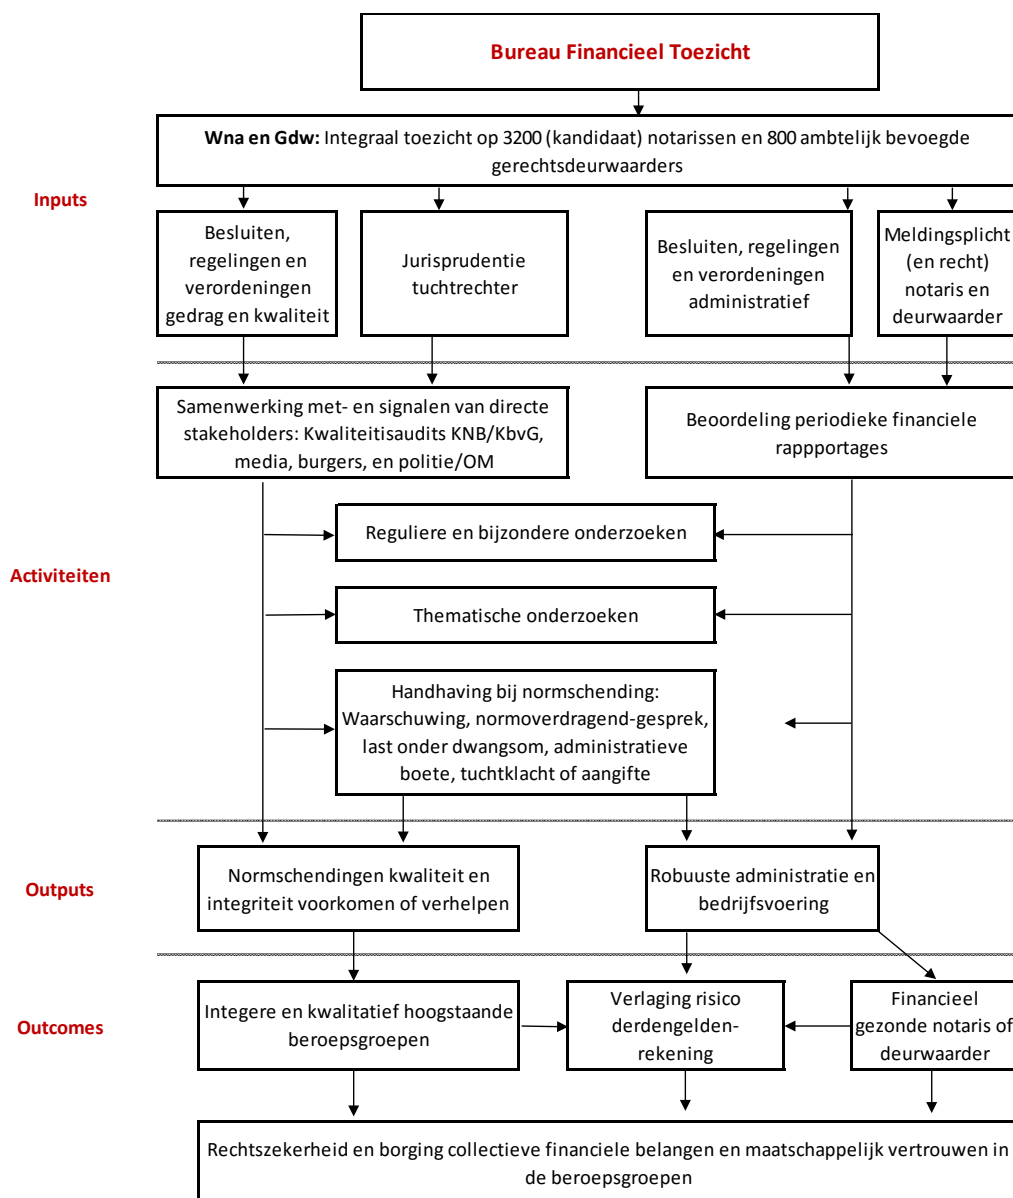 Bureau Financieel Toezicht
Wna en Gdw: Integraal toezicht op 3200 (kandidaat) notarissen en 800 ambtelijk bevoegde
gerechtsdeurwaarders
Inputs
Besluiten,
regelingen en
verordeningen
gedrag en kwaliteit
Jurisprudentie
tuchtrechter
Besluiten, regelingen
en verordeningen
administratief
Meldingsplicht
(en recht)
notaris en
deurwaarder
Samenwerking met- en signalen van directe
stakeholders: Kwaliteitisaudits KNB/KbvG,
media, burgers, en politie/OM
Beoordeling periodieke financiele
rappportages
Activiteiten
Reguliere en bijzondere onderzoeken
Thematische onderzoeken
Handhaving bij normschending:
Waarschuwing, normoverdragend-gesprek,
last onder dwangsom, administratieve
boete, tuchtklacht of aangifte
Outputs
Normschendingen kwaliteit en
integriteit voorkomen of verhelpen
Robuuste administratie en
bedrijfsvoering
Outcomes
Integere en kwalitatief hoogstaande
beroepsgroepen
Verlaging risico
derdengelden-
rekening
Financieel
gezonde notaris of
deurwaarder
Rechtszekerheid en borging collectieve financiele belangen en maatschappelijk vertrouwen in
de beroepsgroepen